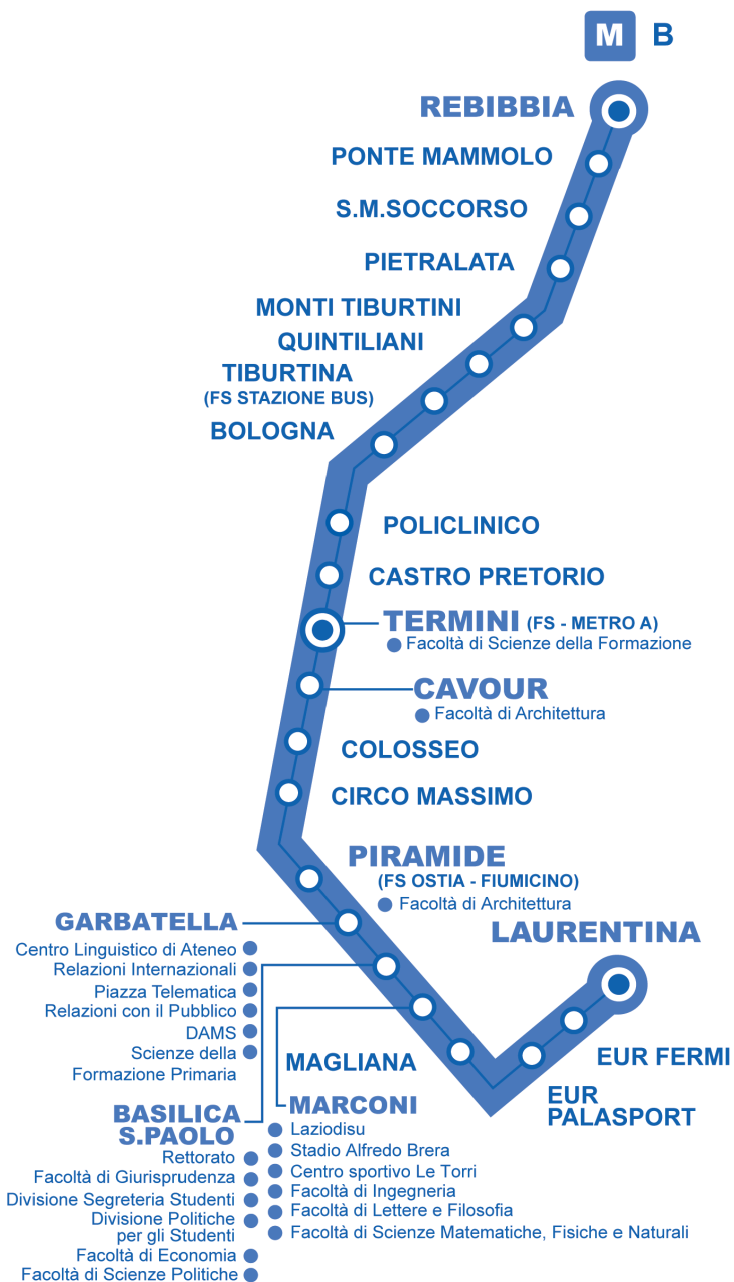 M B
REBIBBIA
PONTE MAMMOLO
S.M.SOCCORSO
PIETRALATA
MONTI TIBURTINI
QUINTILIANI
TIBURTINA
(FS STAZIONE BUS)
BOLOGNA
POLICLINICO
CASTRO PRETORIO
TERMINI (FS - METRO A)
Facoltà di Scienze della Formazione
CAVOUR
Facoltà di Architettura
COLOSSEO
CIRCO MASSIMO
PIRAMIDE
(FS OSTIA - FIUMICINO)
Facoltà di Architettura
GARBATELLA
Centro Linguistico di Ateneo
Relazioni Internazionali
Piazza Telematica
Relazioni con il Pubblico
DAMS
Scienze della
Formazione Primaria
BASILICA
S.PAOLO
Rettorato
Facoltà di Giurisprudenza
Divisione Segreteria Studenti
Divisione Politiche
per gli Studenti
Facoltà di Economia
Facoltà di Scienze Politiche
MARCONI
Laziodisu
Stadio Alfredo Brera
Centro sportivo Le Torri
Facoltà di Ingegneria
Facoltà di Lettere e Filosofia
Facoltà di Scienze Matematiche, Fisiche e Naturali
MAGLIANA
EUR
PALASPORT
EUR FERMI
LAURENTINA